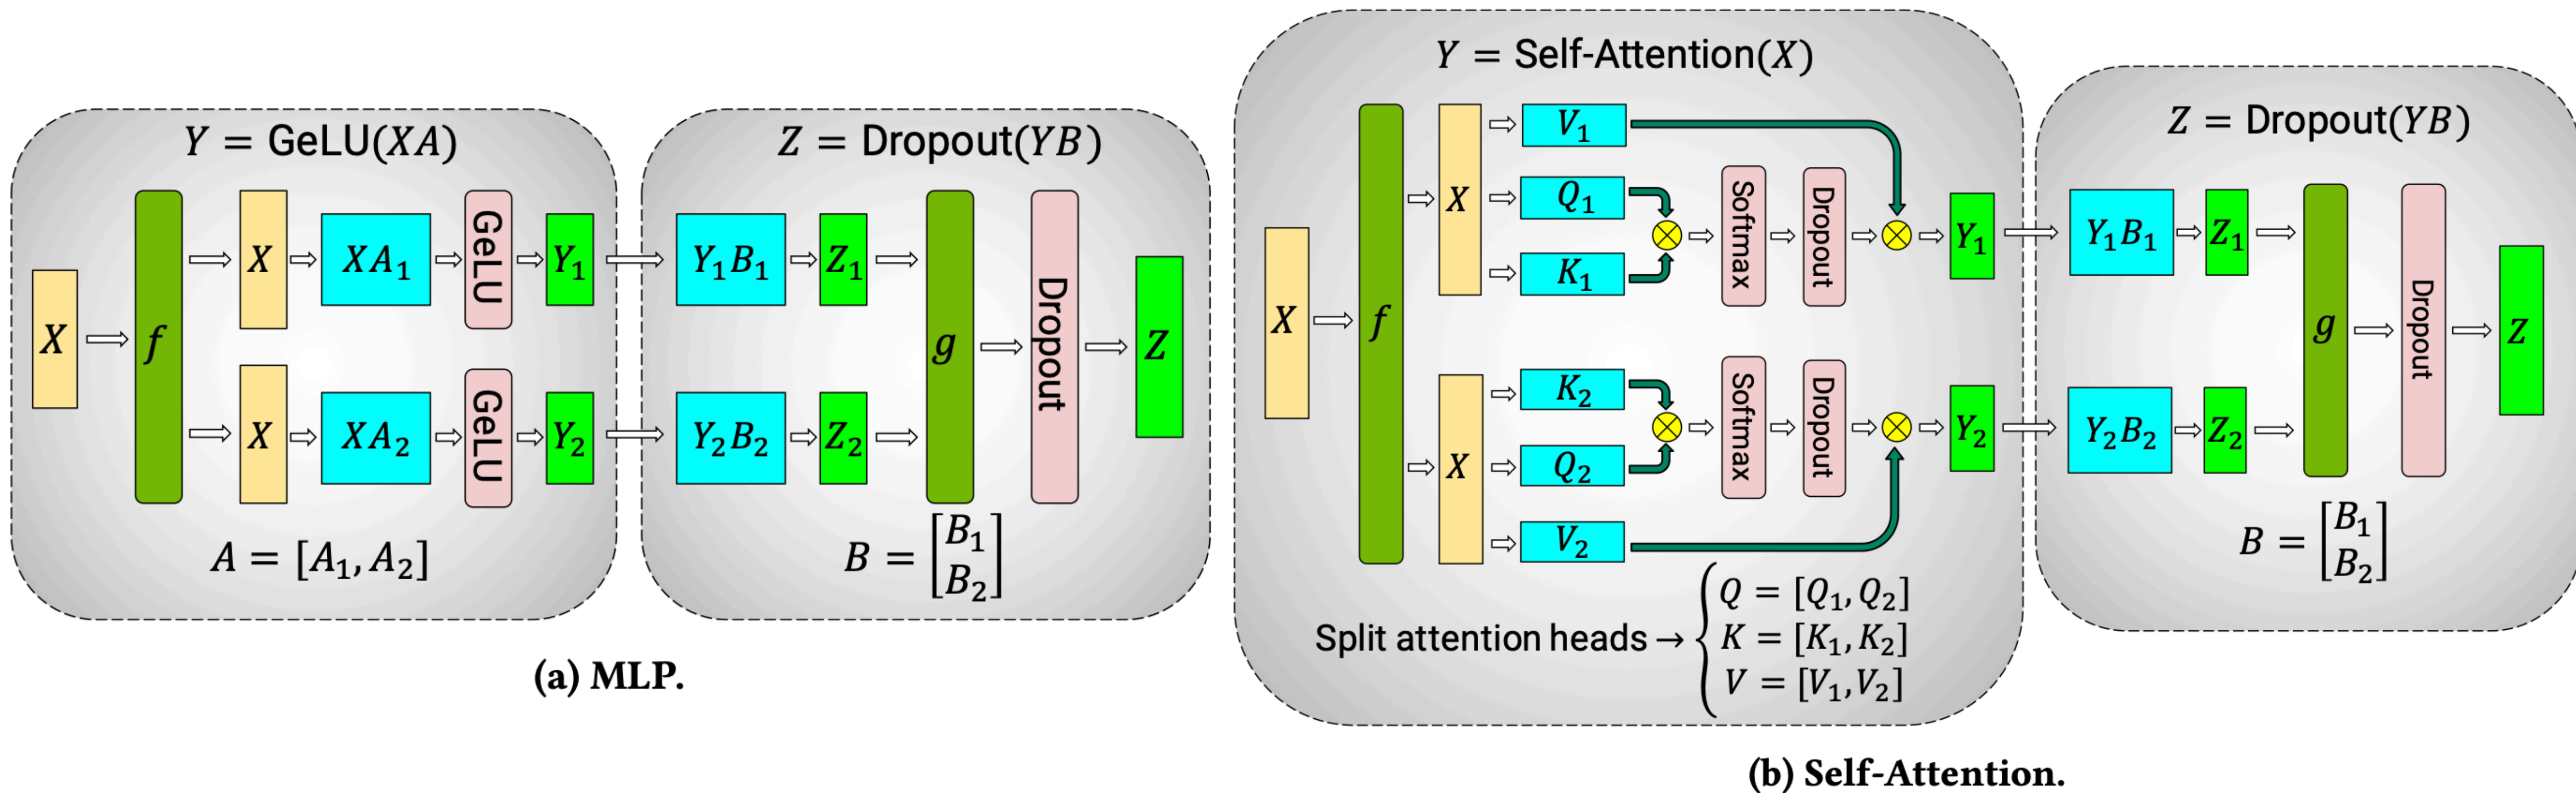 Y = GeLU(XA)
X
f
X
XA₁
GeLU
Y₁
X
XA₂
GeLU
Y₂
A = [A₁, A₂]
Z = Dropout(YB)
Y₁B₁
Z₁
Y₂B₂
Z₂
g
Dropout
Z
B = [B₁
B₂]
(a) MLP.
Y = Self-Attention(X)
X
f
X
V₁
Q₁
K₁
Softmax
Dropout
Y₁
X
K₂
Q₂
V₂
Softmax
Dropout
Y₂
Split attention heads → { Q = [Q₁, Q₂]
K = [K₁, K₂]
V = [V₁, V₂]
Z = Dropout(YB)
Y₁B₁
Z₁
Y₂B₂
Z₂
g
Dropout
Z
B = [B₁
B₂]
(b) Self-Attention.